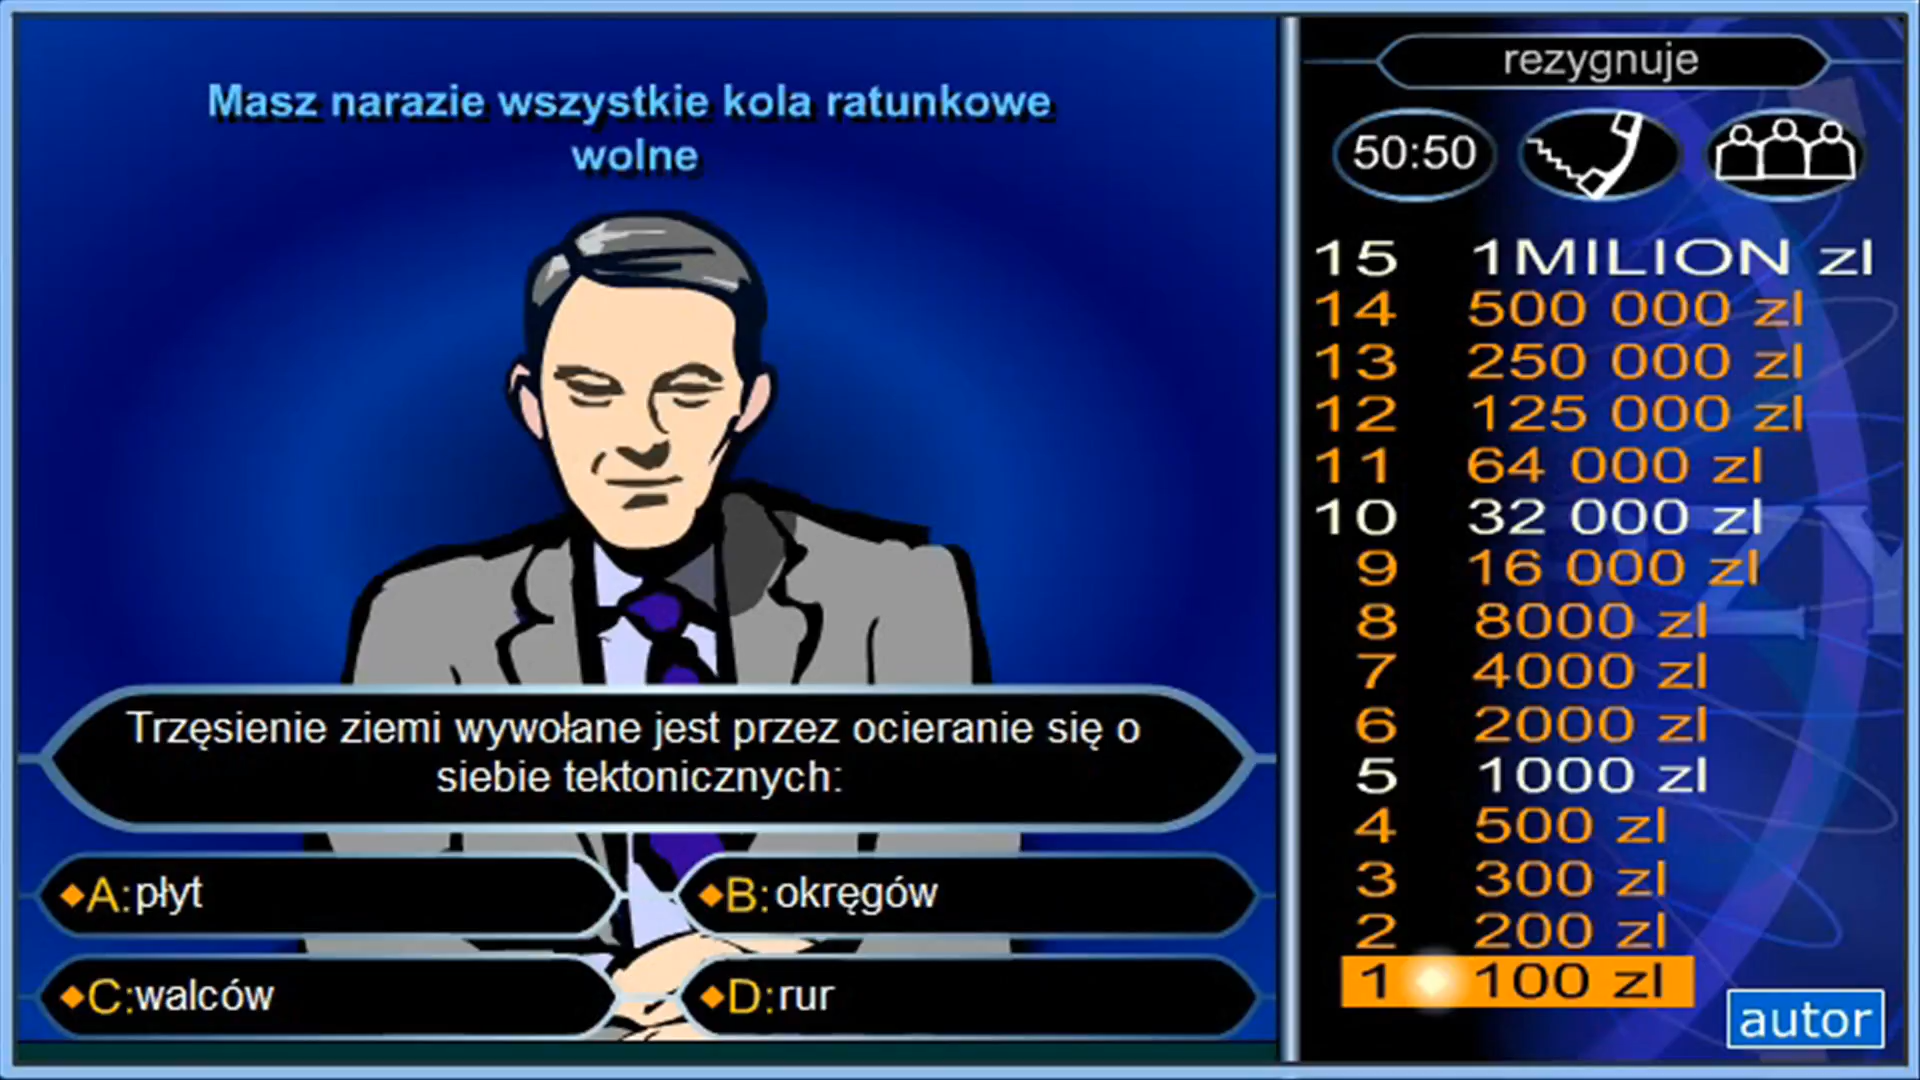 Masz narazie wszystkie kola ratunkowe
wolne
Trzęsienie ziemi wywołane jest przez ocieranie się o
siebie tektonicznych:
A: płyt
B: okręgów
C: walców
D: rur
rezygnuje
50:50
15 1MILION zl
14 500 000 zl
13 250 000 zl
12 125 000 zl
11 64 000 zl
10 32 000 zl
9 16 000 zl
8 8000 zl
7 4000 zl
6 2000 zl
5 1000 zl
4 500 zl
3 300 zl
2 200 zl
1 100 zl
autor